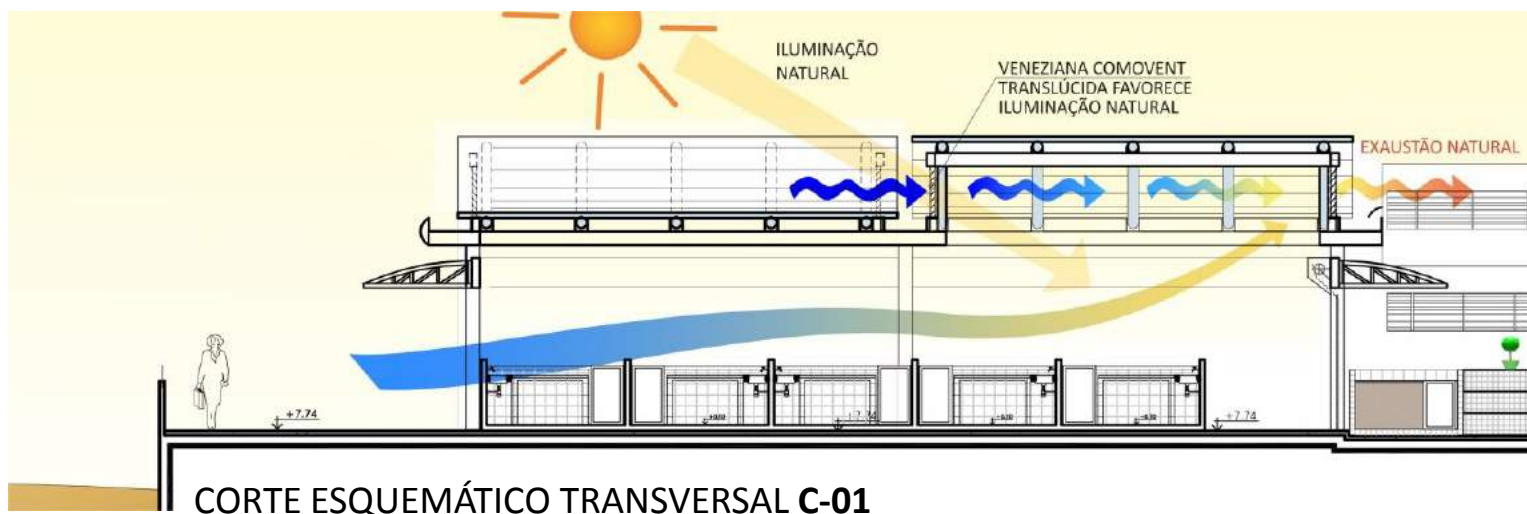 ILUMINAÇÃO
NATURAL
VENEZIANA COMOVENT
TRANSLÚCIDA FAVORECE
ILUMINAÇÃO NATURAL
EXAUSTÃO NATURAL
+7.74
+7.74
+7.74
CORTE ESQUEMÁTICO TRANSVERSAL C-01